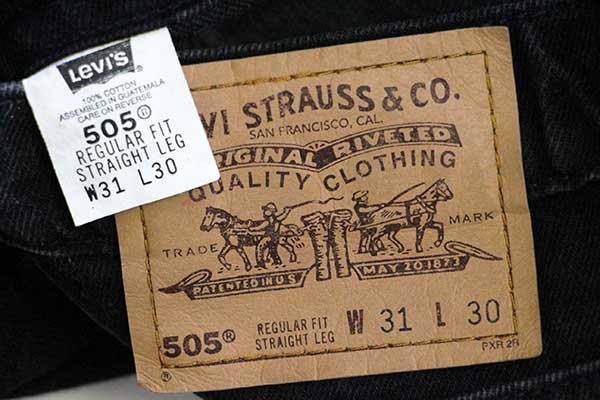 Levi's
100% COTTON
ASSEMBLED IN GUATEMALA
CARE ON REVERSE
505®
REGULAR FIT
STRAIGHT LEG
W31 L30
VI STRAUSS & CO.
SAN FRANCISCO, CAL.
ORIGINAL RIVETED
QUALITY CLOTHING
TRADE MARK
PATENTED IN U.S. MAY 20.1873
505® REGULAR FIT STRAIGHT LEG W 31 L 30
® PXR 2R